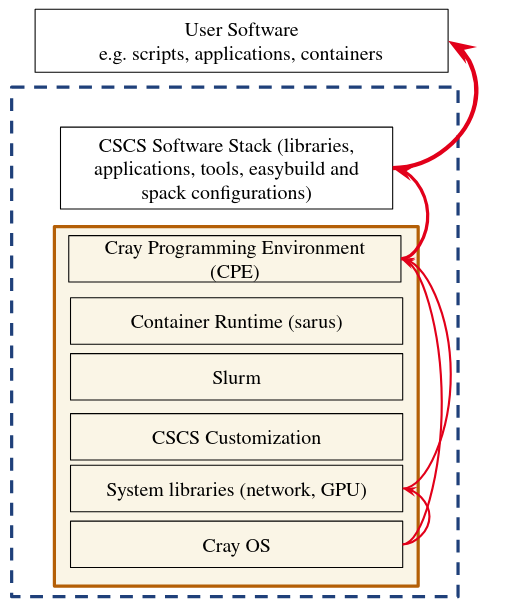 User Software
e.g. scripts, applications, containers
CSCS Software Stack (libraries,
applications, tools, easybuild and
spack configurations)
Cray Programming Environment
(CPE)
Container Runtime (sarus)
Slurm
CSCS Customization
System libraries (network, GPU)
Cray OS